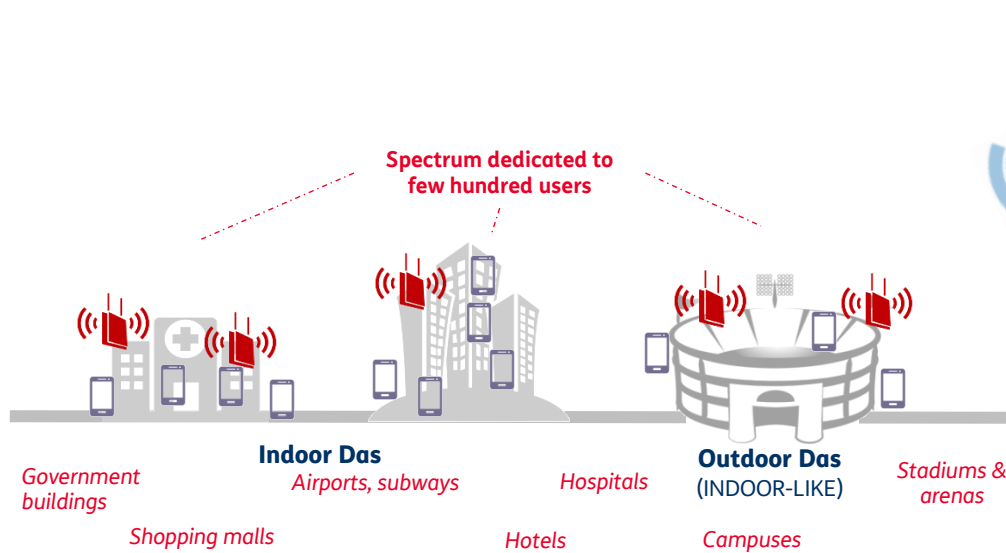 Spectrum dedicated to
few hundred users
Indoor Das
Outdoor Das
(INDOOR-LIKE)
Government
buildings
Airports, subways
Hospitals
Stadiums &
arenas
Shopping malls
Hotels
Campuses